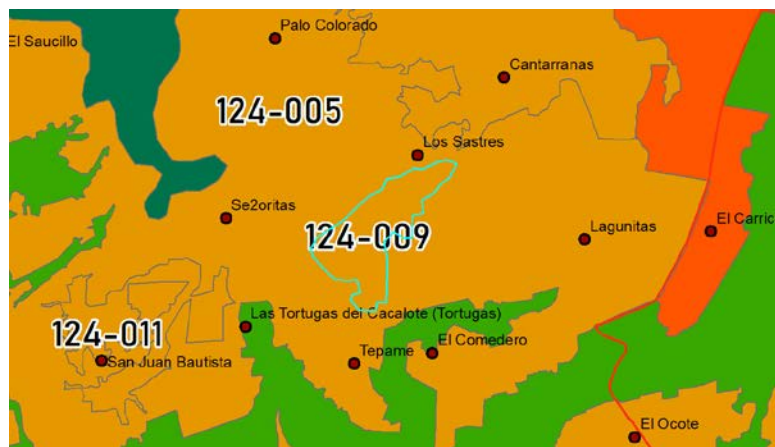 Palo Colorado
El Saucillo
Cantarranas
124-005
Los Sastres
Se2oritas
124-009
Lagunitas
El Carric
Las Tortugas del Cacalote (Tortugas)
124-011
San Juan Bautista
Tepame
El Comedero
El Ocote